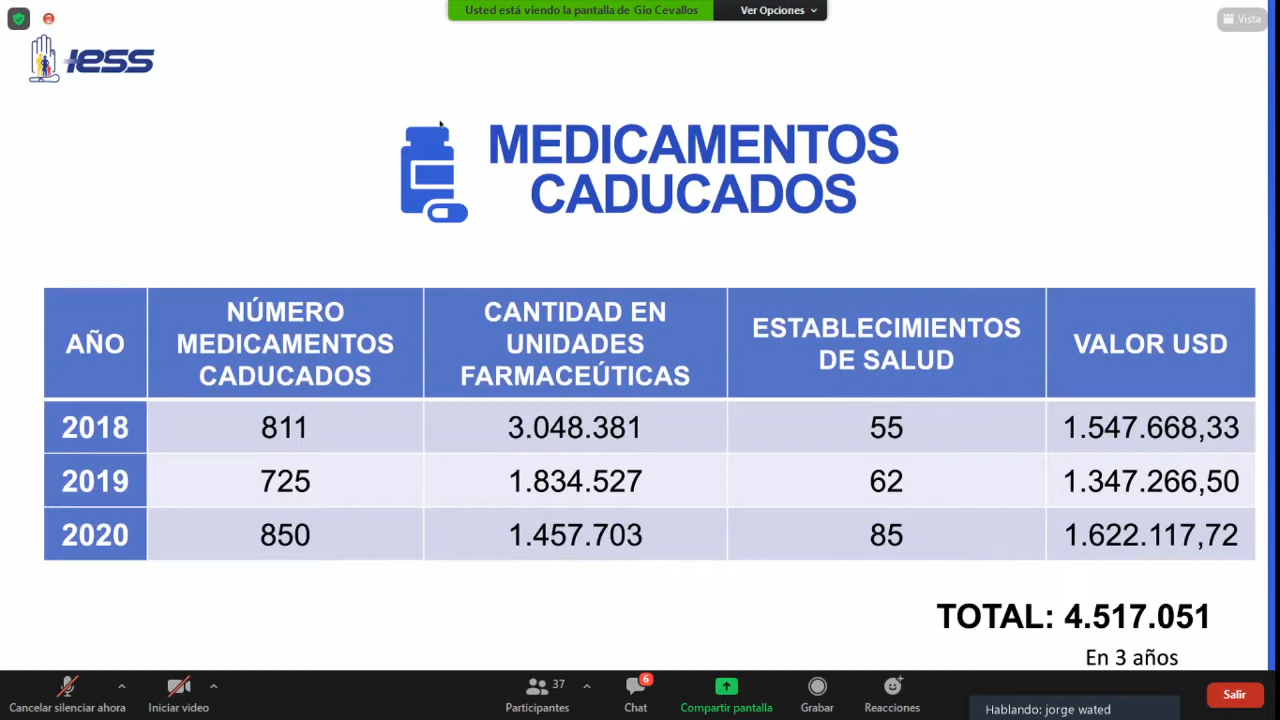 Usted está viendo la pantalla de Gio Cevallos
Ver Opciones
Vista
IESS
MEDICAMENTOS
CADUCADOS
AÑO
NÚMERO
MEDICAMENTOS
CADUCADOS
CANTIDAD EN
UNIDADES
FARMACEÚTICAS
ESTABLECIMIENTOS
DE SALUD
VALOR USD
2018 811 3.048.381 55 1.547.668,33
2019 725 1.834.527 62 1.347.266,50
2020 850 1.457.703 85 1.622.117,72
TOTAL: 4.517.051
En 3 años
Cancelar silenciar ahora
Iniciar video
37
Participantes
6
Chat
Compartir pantalla
Grabar
Reacciones
Hablando: jorge wated
Salir